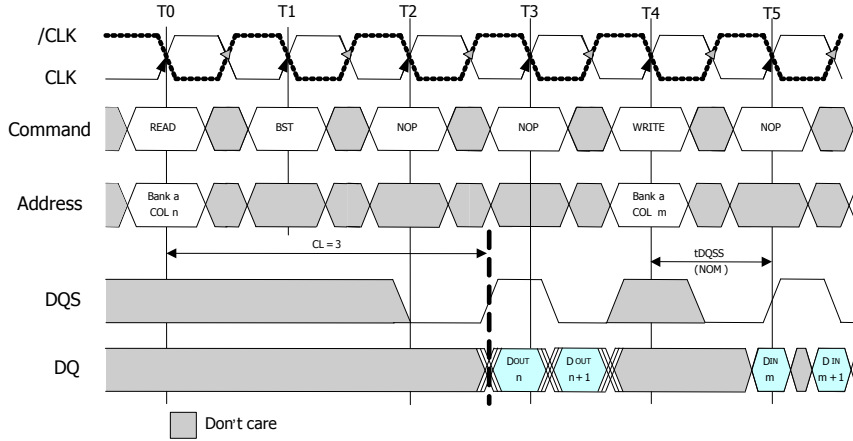 T0 T1 T2 T3 T4 T5
/CLK
CLK
Command READ BST NOP NOP WRITE NOP
Address Bank a COL n Bank a COL m
CL = 3 tDQSS (NOM)
DQS
DQ DOUT n DOUT n+1 DIN m DIN m+1
Don't care